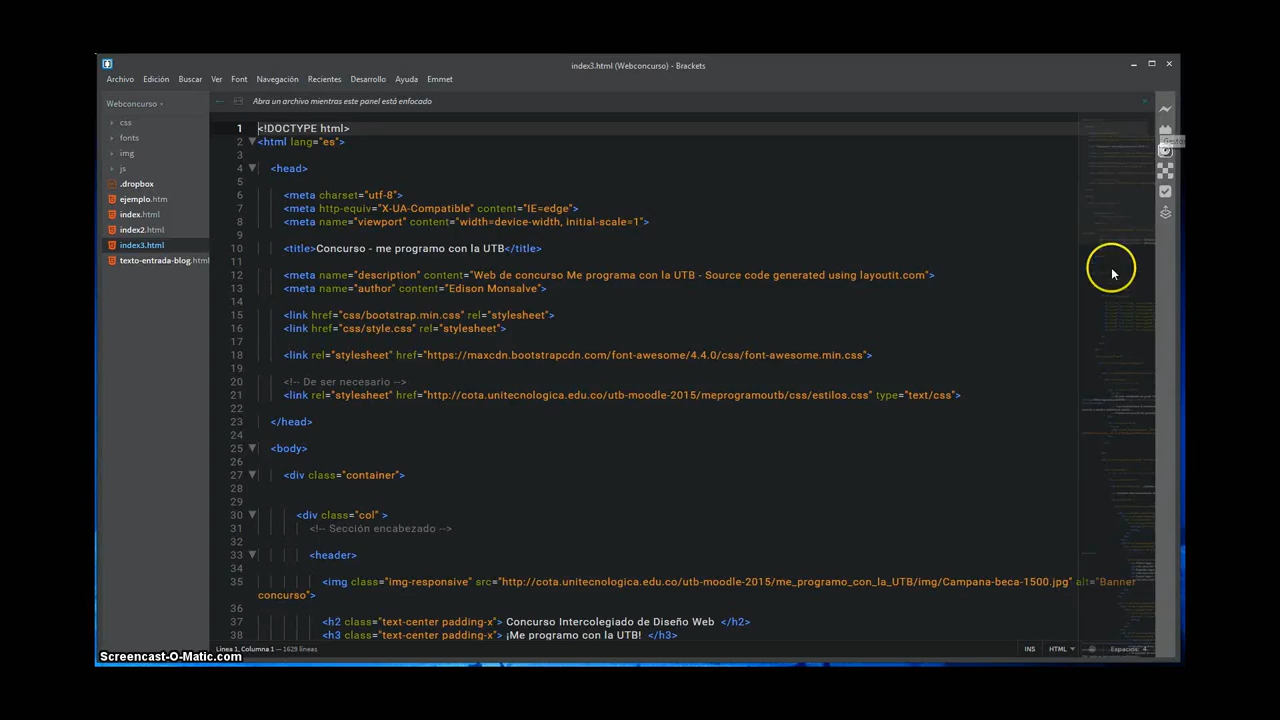 index3.html (Webconcurso) - Brackets
Archivo Edición Buscar Ver Font Navegación Recientes Desarrollo Ayuda Emmet
Webconcurso
Abra un archivo mientras este panel está enfocado
css
fonts
img
js
.dropbox
ejemplo.htm
index.html
index2.html
index3.html
texto-entrada-blog.html
1 <!DOCTYPE html>
2 <html lang="es">
3
4 <head>
5
6 <meta charset="utf-8">
7 <meta http-equiv="X-UA-Compatible" content="IE=edge">
8 <meta name="viewport" content="width=device-width, initial-scale=1">
9
10 <title>Concurso - me programo con la UTB</title>
11
12 <meta name="description" content="Web de concurso Me programa con la UTB - Source code generated using layoutit.com">
13 <meta name="author" content="Edison Monsalve">
14
15 <link href="css/bootstrap.min.css" rel="stylesheet">
16 <link href="css/style.css" rel="stylesheet">
17
18 <link rel="stylesheet" href="https://maxcdn.bootstrapcdn.com/font-awesome/4.4.0/css/font-awesome.min.css">
19
20 <!-- De ser necesario -->
21 <link rel="stylesheet" href="http://cota.unitecnologica.edu.co/utb-moodle-2015/meprogramoutb/css/estilos.css" type="text/css">
22
23 </head>
24
25 <body>
26
27 <div class="container">
28
29
30 <div class="col" >
31 <!-- Sección encabezado -->
32
33 <header>
34
35 <img class="img-responsive" src="http://cota.unitecnologica.edu.co/utb-moodle-2015/me_programo_con_la_UTB/img/Campana-beca-1500.jpg" alt="Banner
concurso">
36
37 <h2 class="text-center padding-x"> Concurso Intercolegiado de Diseño Web </h2>
38 <h3 class="text-center padding-x"> ¡Me programo con la UTB! </h3>
Línea 1, Columna 1 — 1629 líneas INS HTML Espacios: 4
Screencast-O-Matic.com